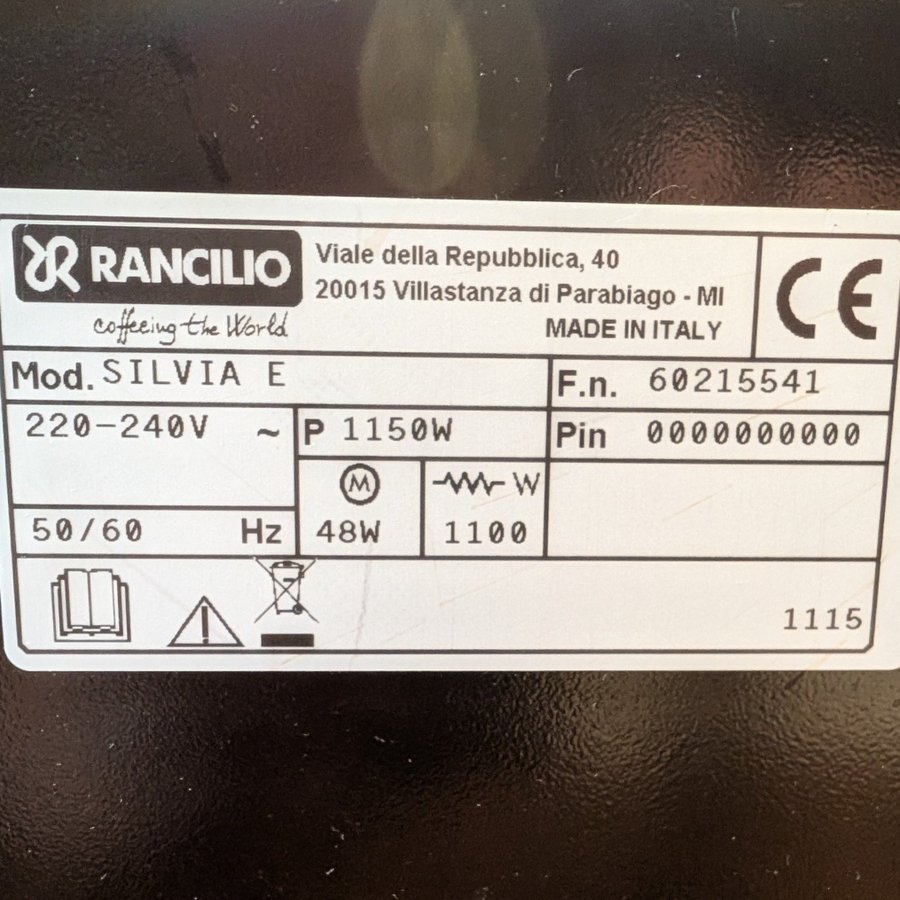 RANCILIO
coffeeing the World
Viale della Repubblica, 40
20015 Villastanza di Parabiago - MI
MADE IN ITALY
CE
Mod. SILVIA E
F.n. 60215541
220-240V ~
P 1150W
Pin 0000000000
M
W
50/60 Hz
48W
1100
1115